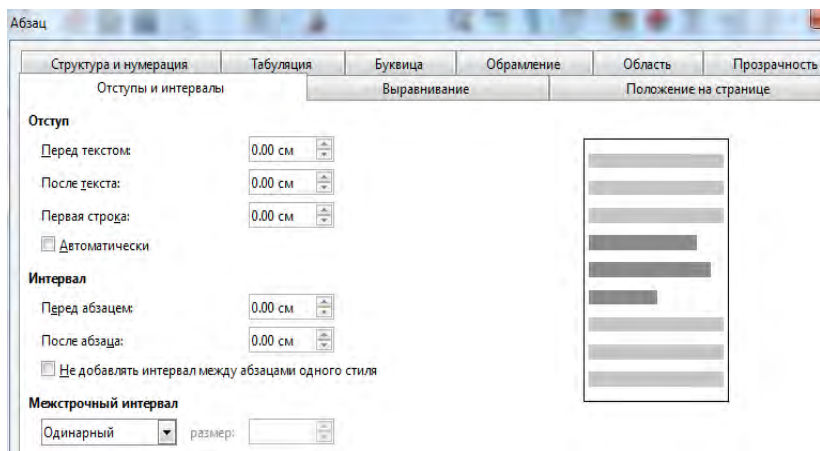 Абзац
Структура и нумерация Табуляция Буквица Обрамление Область Прозрачность
Отступы и интервалы Выравнивание Положение на странице
Отступ
Перед текстом: 0.00 см
После текста: 0.00 см
Первая строка: 0.00 см
Автоматически
Интервал
Перед абзацем: 0.00 см
После абзаца: 0.00 см
Не добавлять интервал между абзацами одного стиля
Межстрочный интервал
Одинарный размер: